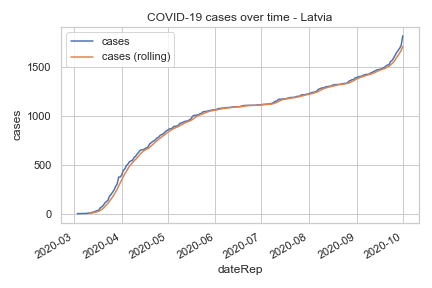 COVID-19 cases over time - Latvia
cases
cases (rolling)
1500
1000
500
0
cases
2020-03
2020-04
2020-05
2020-06
2020-07
2020-08
2020-09
2020-10
dateRep